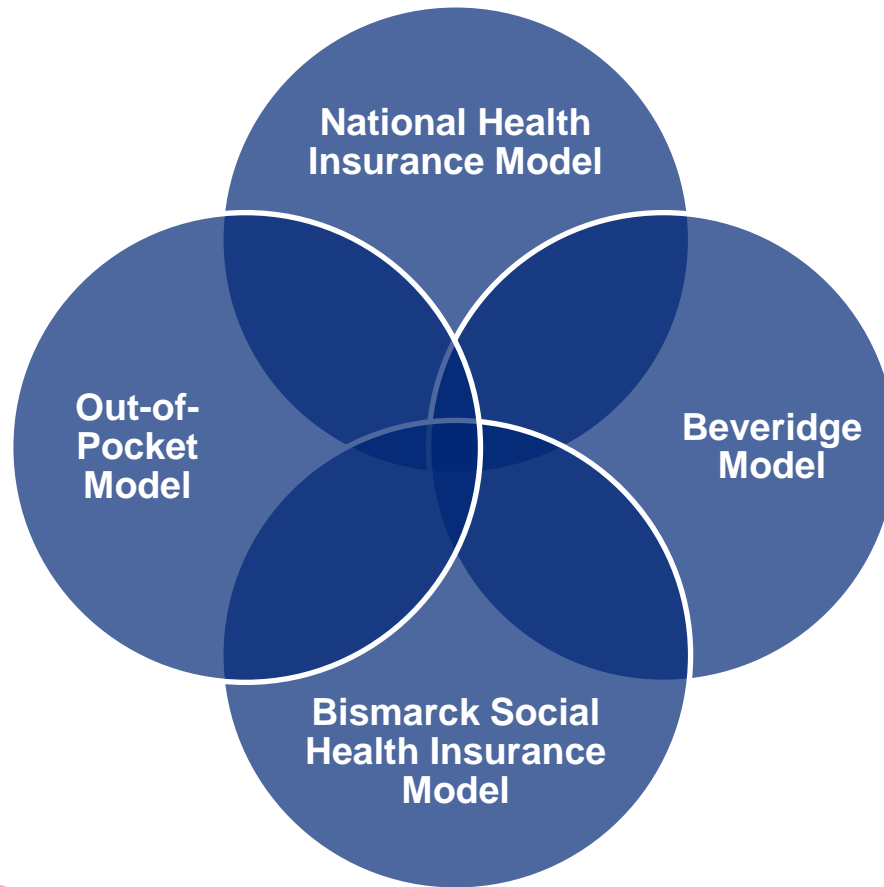 National Health
Insurance Model
Out-of-
Pocket
Model
Beveridge
Model
Bismarck Social
Health Insurance
Model